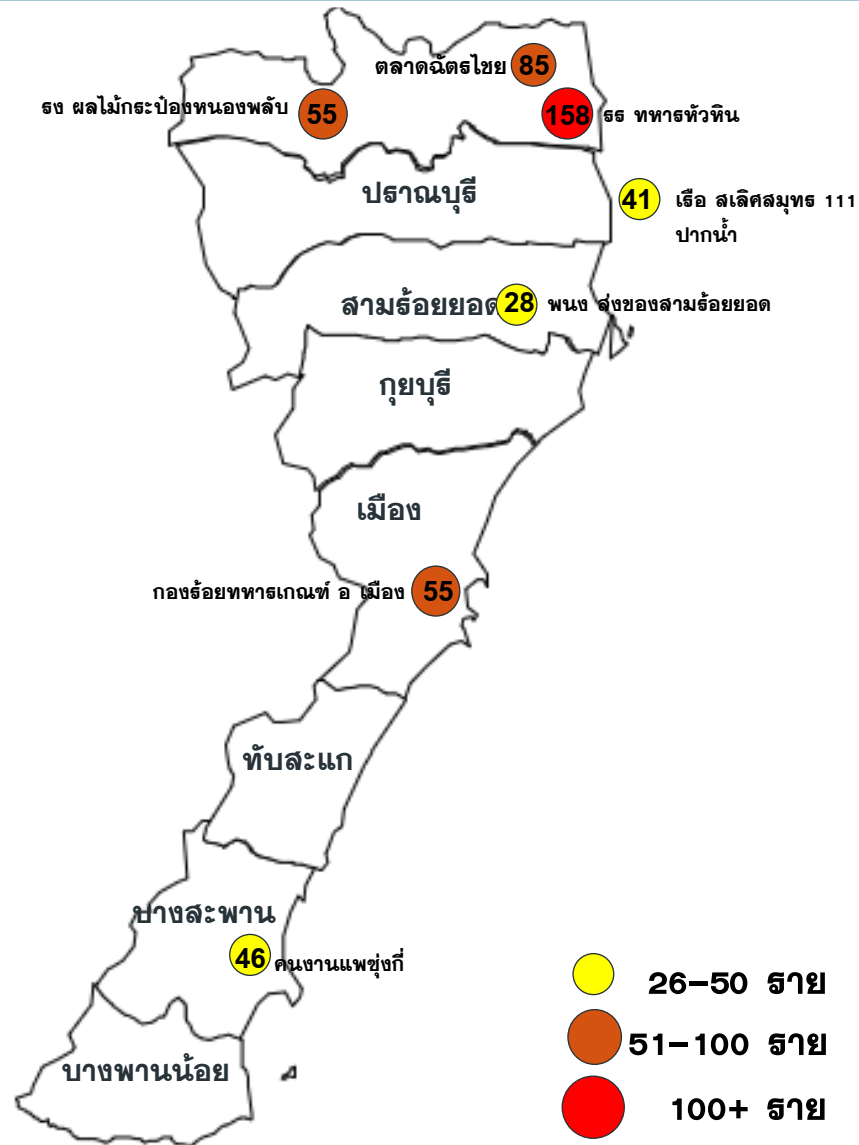 ตลาดฉัตรไชย 85
รง ผลไม้กระป๋องหนองพลับ 55
158 รร ทหารหัวหิน
ปราณบุรี
41 เรือ สเลิศสมุทร 111
ปากน้ำ
สามร้อยยอด 28 พนง ส่งของสามร้อยยอด
กุยบุรี
เมือง
กองร้อยทหารเกณฑ์ อ เมือง 55
ทับสะแก
บางสะพาน
46 คนงานแพซุ่งกี่
บางพานน้อย
26-50 ราย
51-100 ราย
100+ ราย